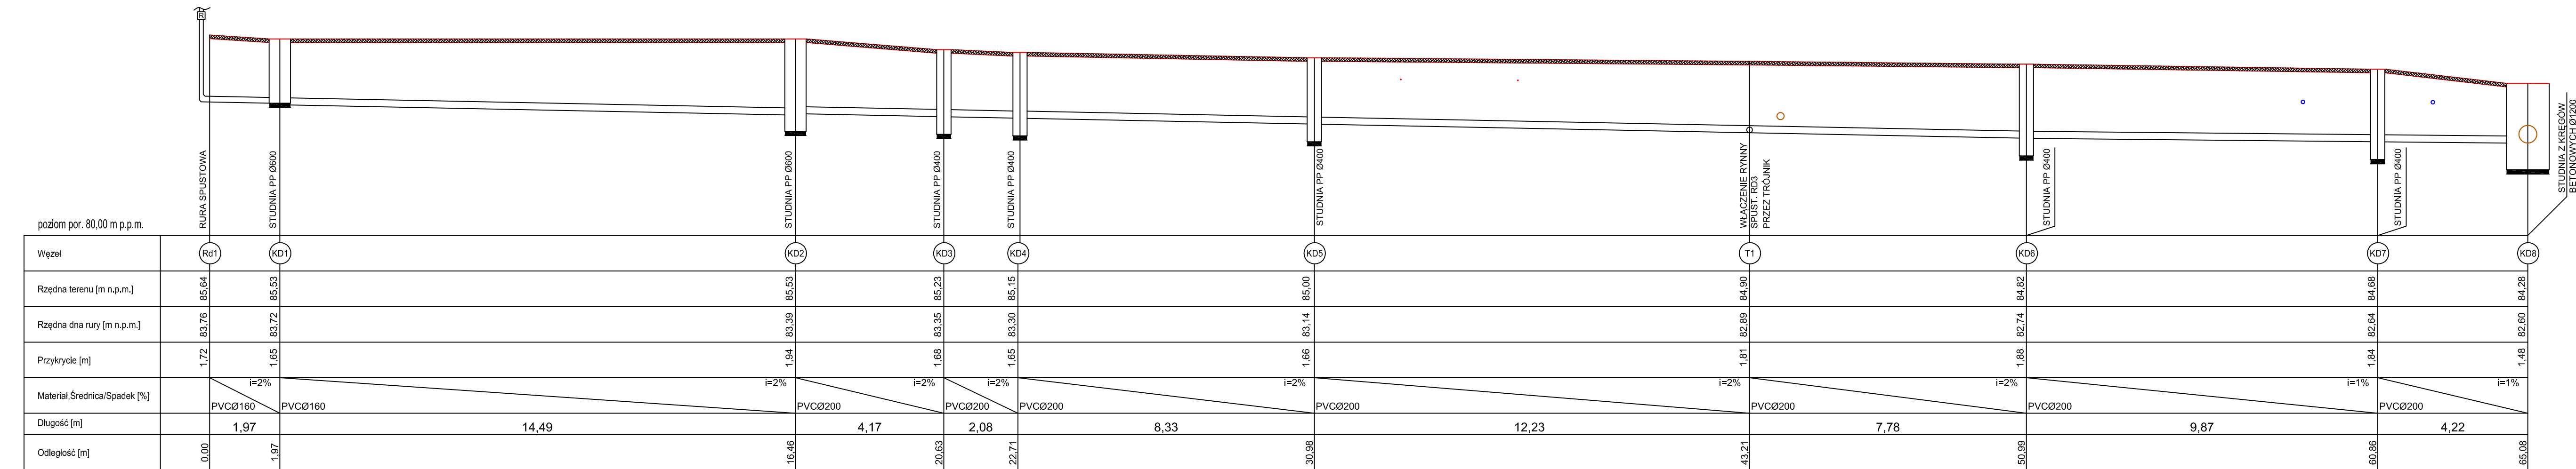 R
RURA SPUSTOWA
STUDNIA PP Ø600
STUDNIA PP Ø600
STUDNIA PP Ø400
STUDNIA PP Ø400
STUDNIA PP Ø400
WŁĄCZENIE RYNNY
SPUST. RD3
PRZEZ TRÓJNIK
STUDNIA PP Ø400
STUDNIA PP Ø400
STUDNIA Z KRĘGÓW
BETONOWYCH Ø1200
poziom por. 80,00 m p.p.m.
Węzeł Rd1 KD1 KD2 KD3 KD4 KD5 T1 KD6 KD7 KD8
Rzędna terenu [m n.p.m.] 85,64 85,53 85,53 85,23 85,15 85,00 84,90 84,82 84,68 84,28
Rzędna dna rury [m n.p.m.] 83,76 83,72 83,39 83,35 83,30 83,14 82,89 82,74 82,64 82,60
Przykrycie [m] 1,72 1,65 1,94 1,68 1,65 1,66 1,81 1,88 1,84 1,48
i=2% i=2% i=2% i=2% i=2% i=2% i=2% i=1% i=1%
Materiał,Średnica/Spadek [%]
PVCØ160 PVCØ160 PVCØ200 PVCØ200 PVCØ200 PVCØ200 PVCØ200 PVCØ200 PVCØ200
Długość [m] 1,97 14,49 4,17 2,08 8,33 12,23 7,78 9,87 4,22
Odległość [m] 0,00 1,97 16,46 20,63 22,71 30,98 43,21 50,99 60,86 65,08